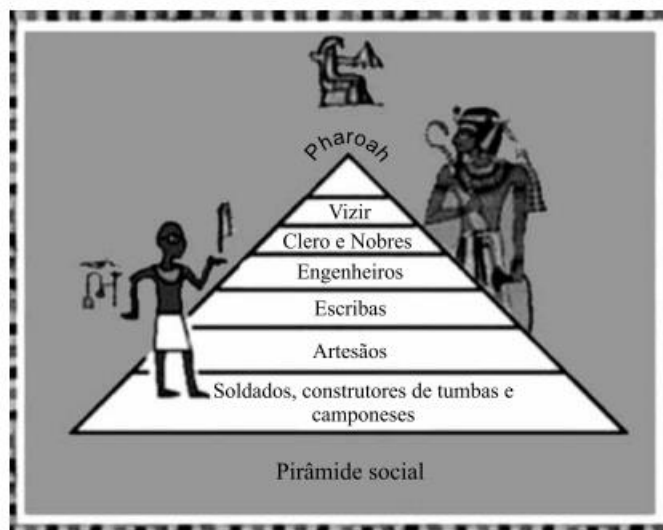 Pharoah
Vizir
Clero e Nobres
Engenheiros
Escribas
Artesãos
Soldados, construtores de tumbas e
camponeses
Pirâmide social